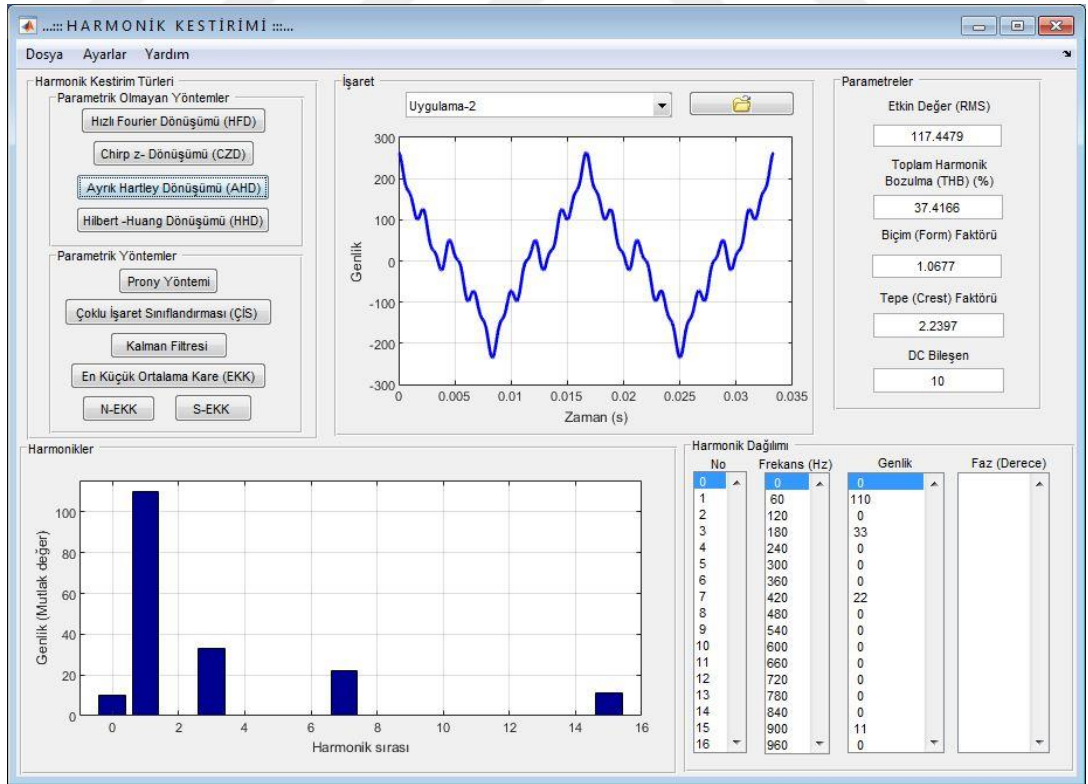 ...::: HARMONİK KESTİRİMİ :::...
Dosya Ayarlar Yardım
Harmonik Kestirim Türleri
Parametrik Olmayan Yöntemler
Hızlı Fourier Dönüşümü (HFD)
Chirp z- Dönüşümü (CZD)
Ayrık Hartley Dönüşümü (AHD)
Hilbert -Huang Dönüşümü (HHD)
Parametrik Yöntemler
Prony Yöntemi
Çoklu İşaret Sınıflandırması (ÇİS)
Kalman Filtresi
En Küçük Ortalama Kare (EKK)
N-EKK S-EKK
İşaret
Uygulama-2
300
200
100
0
-100
-200
-300
Genlik
0 0.005 0.01 0.015 0.02 0.025 0.03 0.035
Zaman (s)
Parametreler
Etkin Değer (RMS)
117.4479
Toplam Harmonik
Bozulma (THB) (%)
37.4166
Biçim (Form) Faktörü
1.0677
Tepe (Crest) Faktörü
2.2397
DC Bileşen
10
Harmonikler
100
80
60
40
20
0
Genlik (Mutlak değer)
0 2 4 6 8 10 12 14 16
Harmonik sırası
Harmonik Dağılımı
No Frekans (Hz) Genlik Faz (Derece)
0 0 0
1 60 110
2 120 0
3 180 33
4 240 0
5 300 0
6 360 0
7 420 22
8 480 0
9 540 0
10 600 0
11 660 0
12 720 0
13 780 0
14 840 0
15 900 11
16 960 0